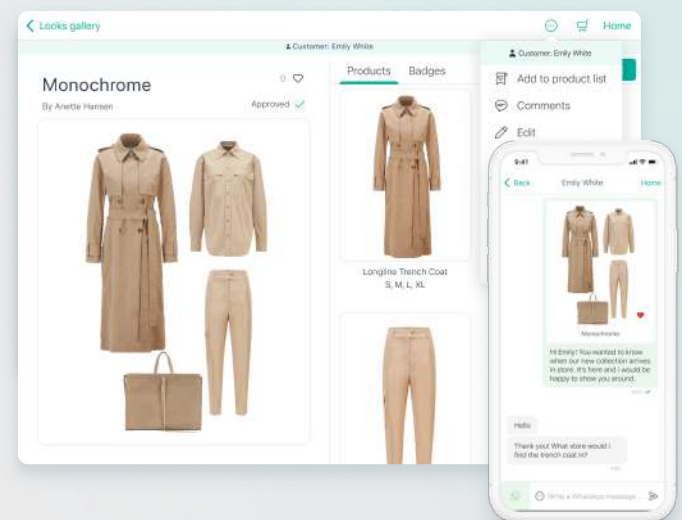 Looks gallery
Home
Customer: Emily White
Monochrome
0
By Anette Hansen
Approved
Products
Badges
Longline Trench Coat
S, M, L, XL
Customer: Emily White
Add to product list
Comments
Edit
9:41
Back
Emily White
Home
Monochrome
Hi Emily! You wanted to know
when our new collection arrives
in store. It's here and I would be
happy to show you around.
Hello
Thank you! What store would I
find the trench coat in?
Write a WhatsApp message...